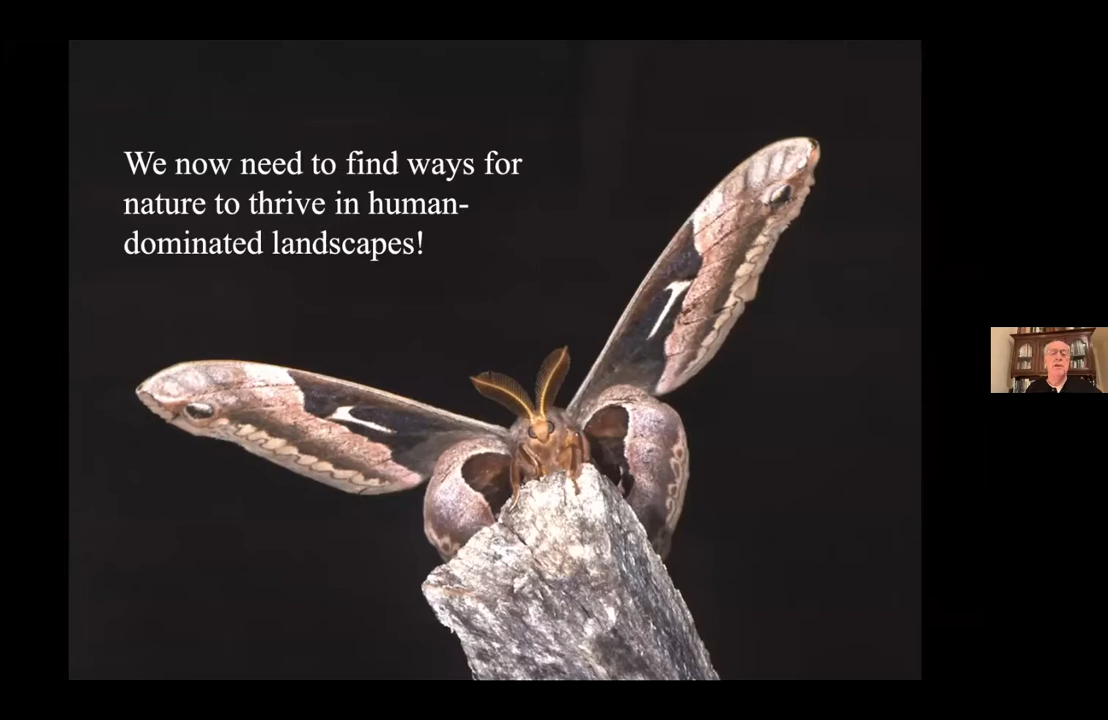 We now need to find ways for
nature to thrive in human-
dominated landscapes!